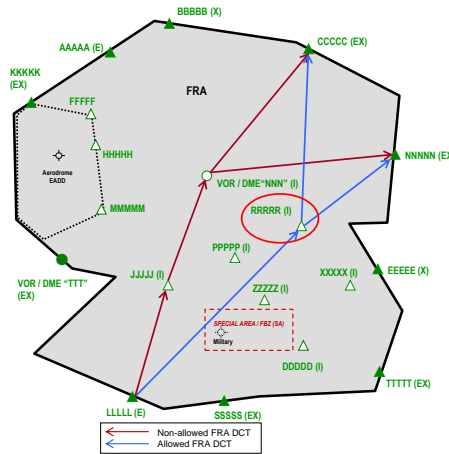 BBBBB (X)
CCCCC (EX)
AAAAA (E)
KKKKK
(EX)
FRA
FFFFF
HHHHH
NNNNN (EX
Aerodrome
EADD
VOR / DME“NNN” (I)
MMMMM
RRRRR (I)
PPPPP (I)
EEEEE (X)
JJJJJ (I)
XXXXX (I)
VOR / DME “TTT”
(EX)
ZZZZZ (I)
SPECIAL AREA / FBZ (SA)
Military
DDDDD (I)
TTTTT (EX)
LLLLL (E)
SSSSS (EX)
Non-allowed FRA DCT
Allowed FRA DCT